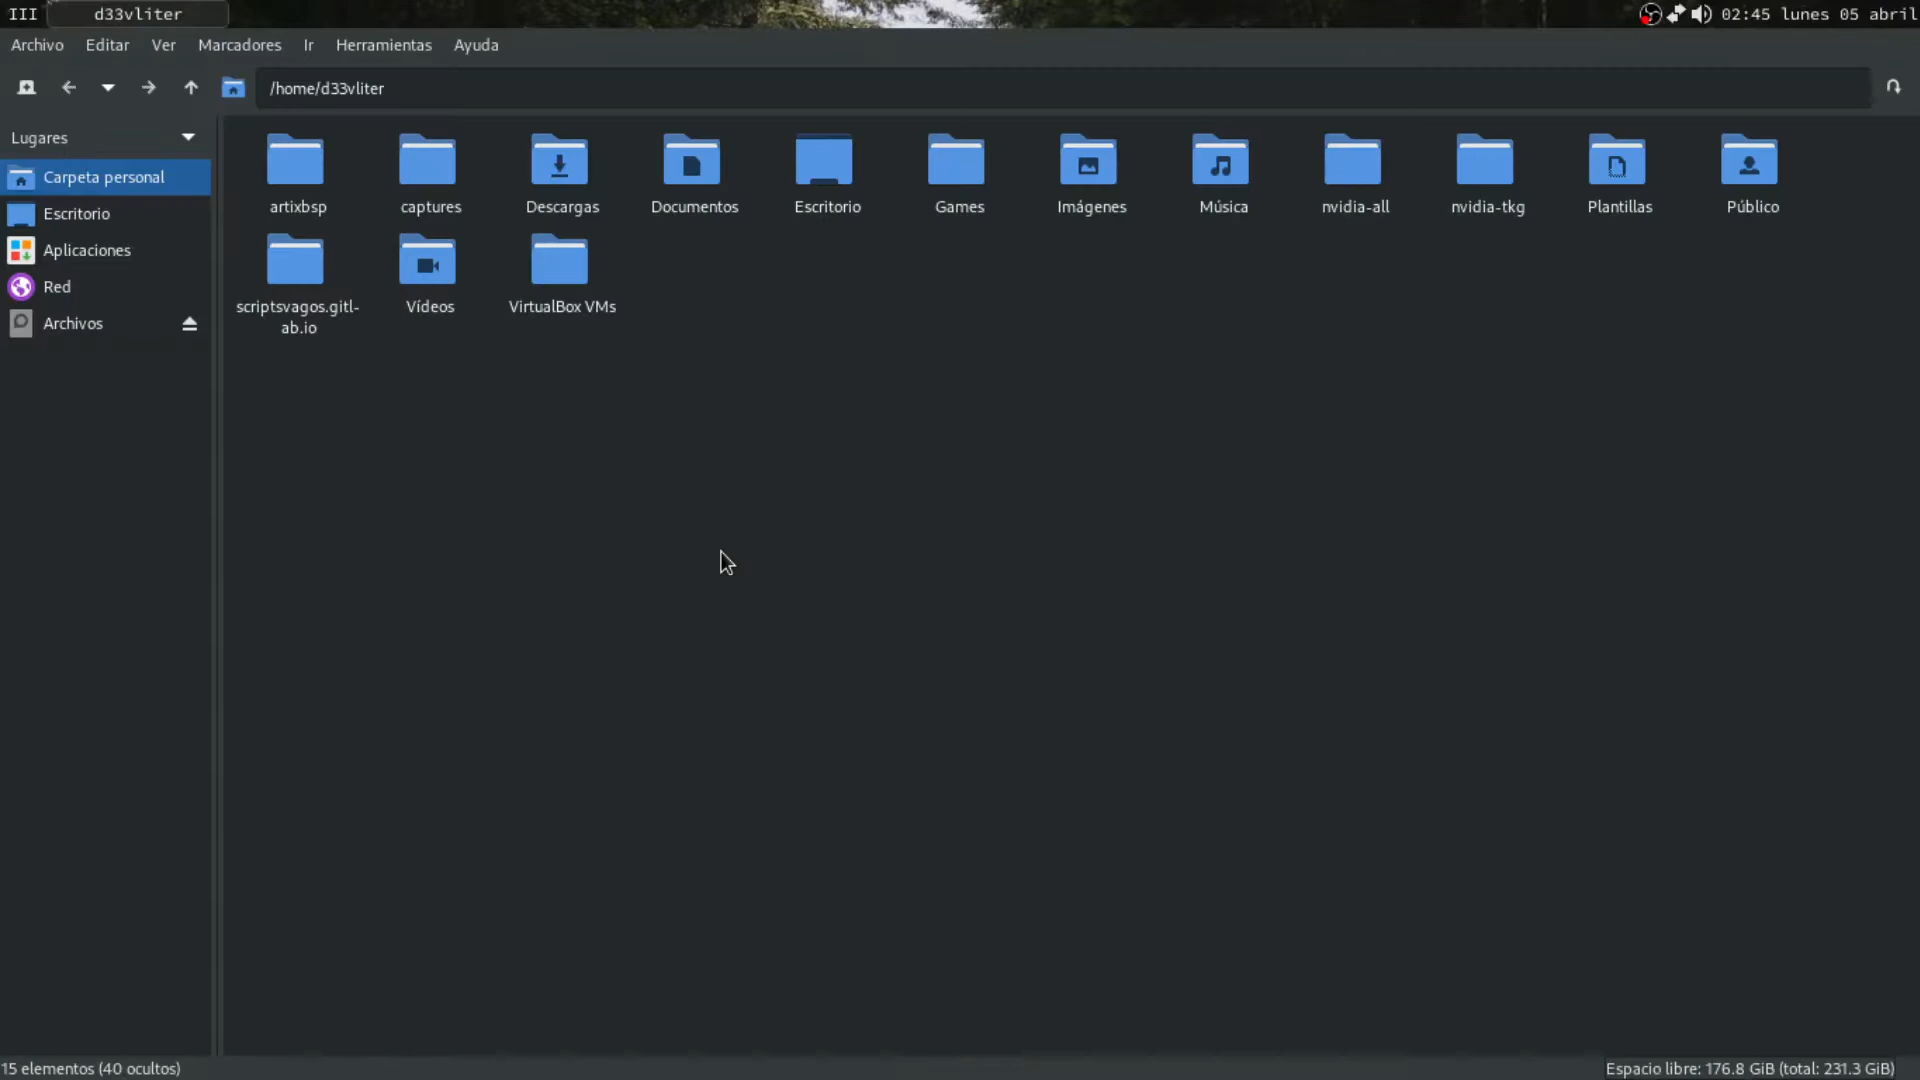 III d33vliter 02:45 lunes 05 abril
Archivo Editar Ver Marcadores Ir Herramientas Ayuda
/home/d33vliter
Lugares
Carpeta personal
Escritorio
Aplicaciones
Red
Archivos
artixbsp captures Descargas Documentos Escritorio Games Imágenes Música nvidia-all nvidia-tkg Plantillas Público
scriptsvagos.gitl-
ab.io
Vídeos VirtualBox VMs
15 elementos (40 ocultos) Espacio libre: 176.8 GiB (total: 231.3 GiB)